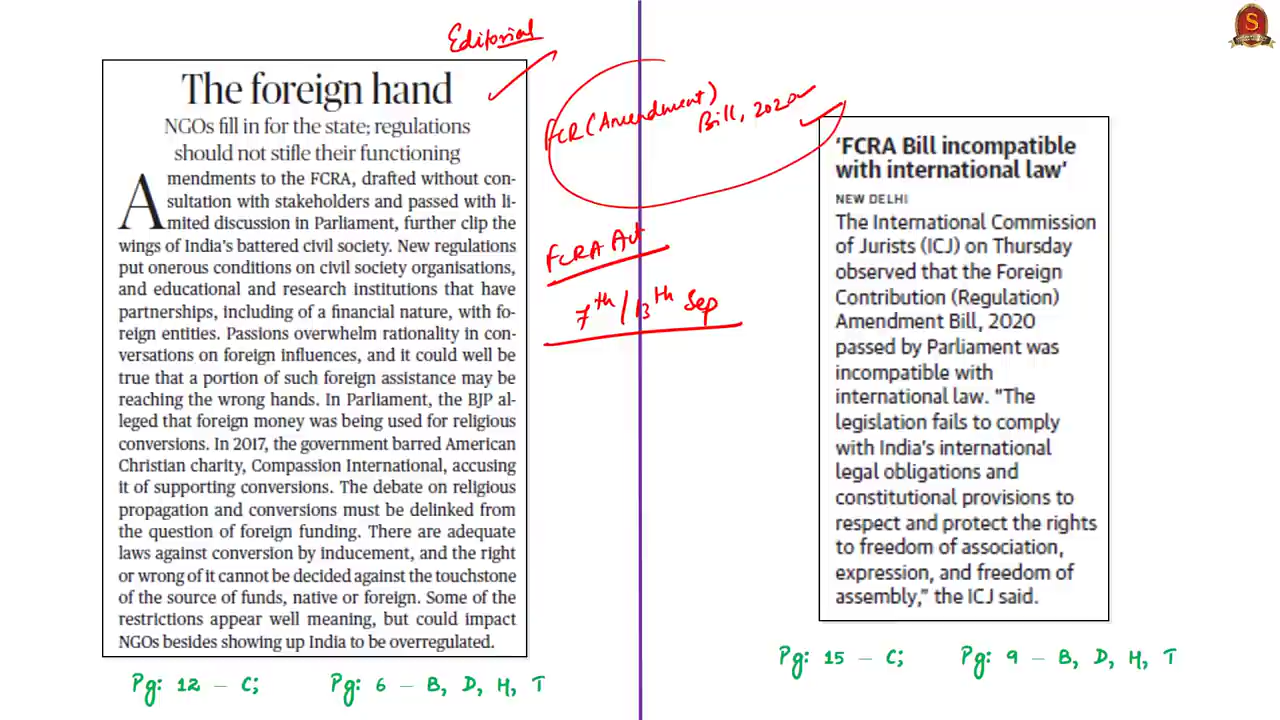 Editorial
The foreign hand
NGOs fill in for the state; regulations
should not stifle their functioning
Amendments to the FCRA, drafted without con-
sultation with stakeholders and passed with li-
mited discussion in Parliament, further clip the
wings of India's battered civil society. New regulations
put onerous conditions on civil society organisations,
and educational and research institutions that have
partnerships, including of a financial nature, with fo-
reign entities. Passions overwhelm rationality in con-
versations on foreign influences, and it could well be
true that a portion of such foreign assistance may be
reaching the wrong hands. In Parliament, the BJP al-
leged that foreign money was being used for religious
conversions. In 2017, the government barred American
Christian charity, Compassion International, accusing
it of supporting conversions. The debate on religious
propagation and conversions must be delinked from
the question of foreign funding. There are adequate
laws against conversion by inducement, and the right
or wrong of it cannot be decided against the touchstone
of the source of funds, native or foreign. Some of the
restrictions appear well meaning, but could impact
NGOs besides showing up India to be overregulated.
Pg: 12 - C;
Pg: 6 - B, D, H, T
FCR (Amendment)
Bill, 2020
FCRA Act
7th / 13th Sep
'FCRA Bill incompatible
with international law'
NEW DELHI
The International Commission
of Jurists (ICJ) on Thursday
observed that the Foreign
Contribution (Regulation)
Amendment Bill, 2020
passed by Parliament was
incompatible with
international law. "The
legislation fails to comply
with India's international
legal obligations and
constitutional provisions to
respect and protect the rights
to freedom of association,
expression, and freedom of
assembly," the ICJ said.
Pg: 15 - C;
Pg: 9 - B, D, H, T
S